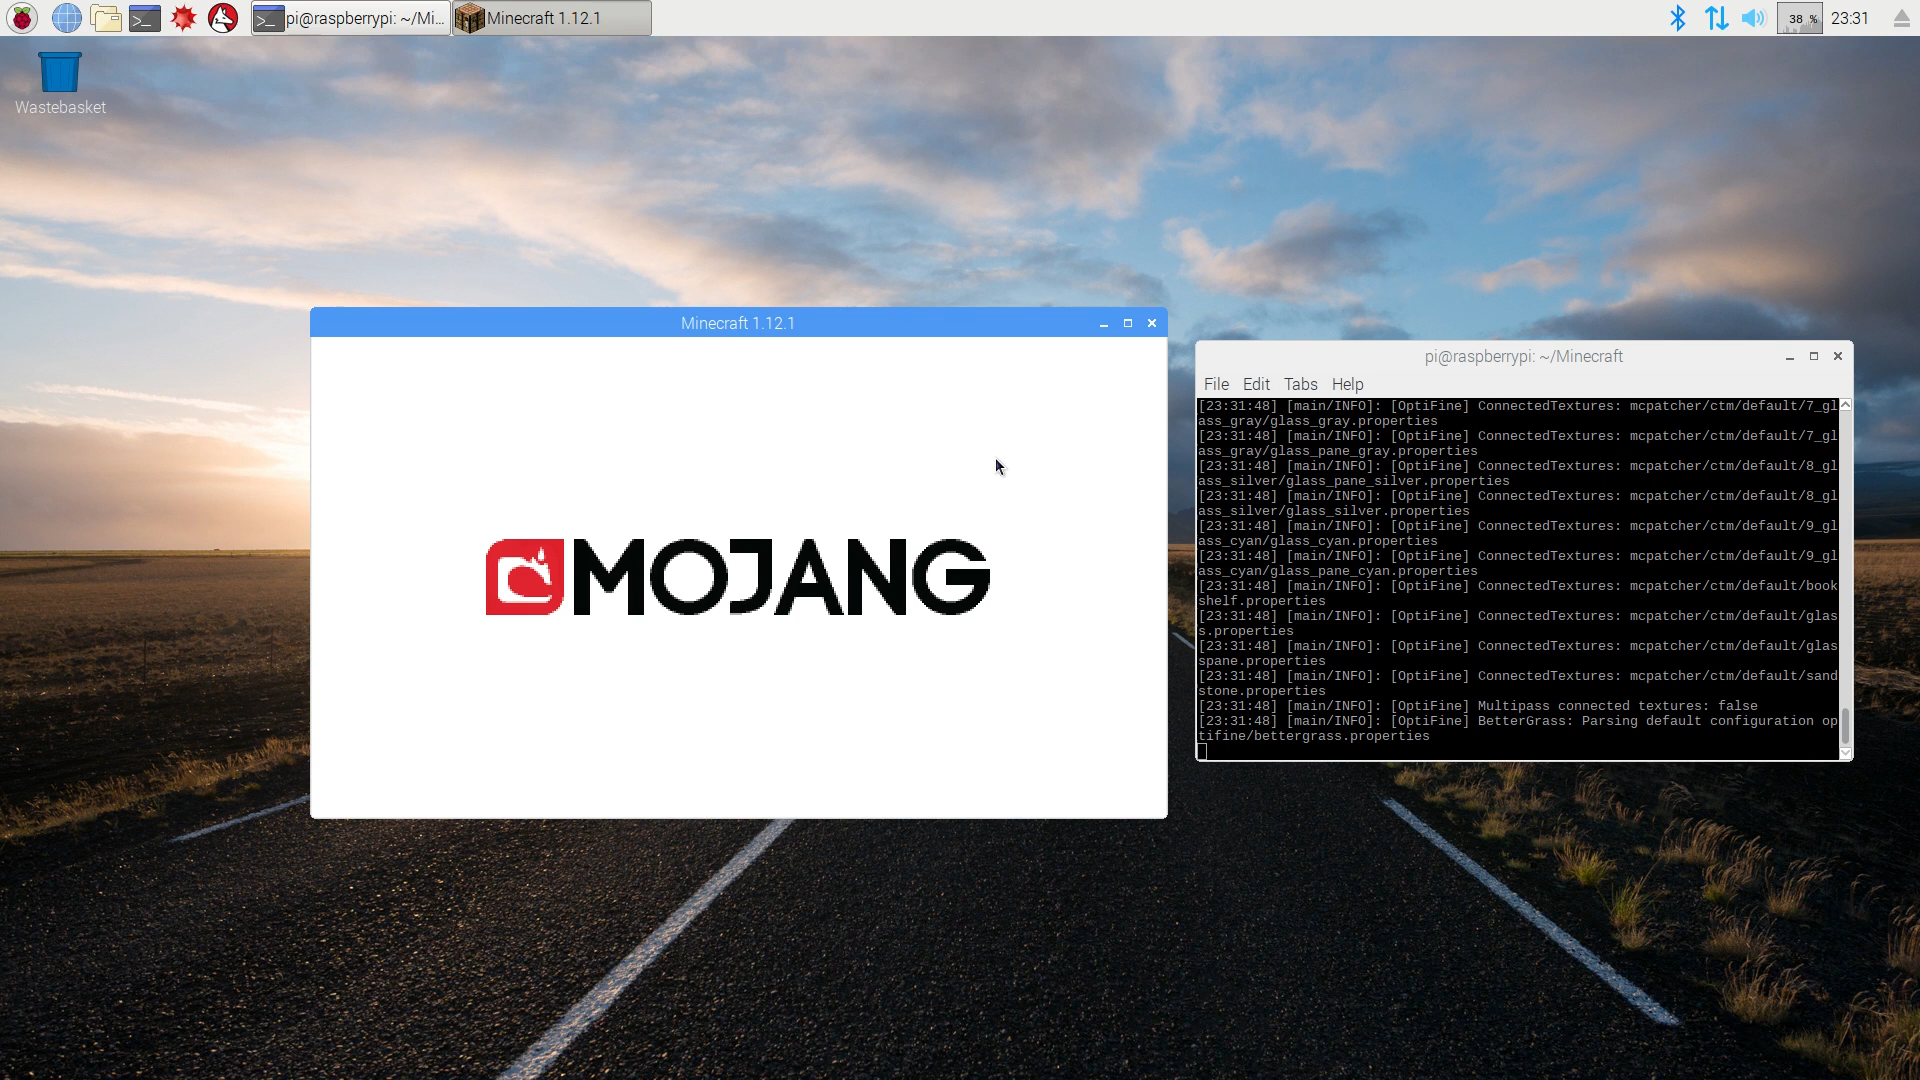 pi@raspberrypi: ~/Mi...
Minecraft 1.12.1
38 %
23:31
Wastebasket
Minecraft 1.12.1
MOJANG
pi@raspberrypi: ~/Minecraft
File Edit Tabs Help
[23:31:48] [main/INFO]: [OptiFine] ConnectedTextures: mcpatcher/ctm/default/7_gl
ass_gray/glass_gray.properties
[23:31:48] [main/INFO]: [OptiFine] ConnectedTextures: mcpatcher/ctm/default/7_gl
ass_gray/glass_pane_gray.properties
[23:31:48] [main/INFO]: [OptiFine] ConnectedTextures: mcpatcher/ctm/default/8_gl
ass_silver/glass_pane_silver.properties
[23:31:48] [main/INFO]: [OptiFine] ConnectedTextures: mcpatcher/ctm/default/8_gl
ass_silver/glass_silver.properties
[23:31:48] [main/INFO]: [OptiFine] ConnectedTextures: mcpatcher/ctm/default/9_gl
ass_cyan/glass_cyan.properties
[23:31:48] [main/INFO]: [OptiFine] ConnectedTextures: mcpatcher/ctm/default/9_gl
ass_cyan/glass_pane_cyan.properties
[23:31:48] [main/INFO]: [OptiFine] ConnectedTextures: mcpatcher/ctm/default/book
shelf.properties
[23:31:48] [main/INFO]: [OptiFine] ConnectedTextures: mcpatcher/ctm/default/glas
s.properties
[23:31:48] [main/INFO]: [OptiFine] ConnectedTextures: mcpatcher/ctm/default/glas
spane.properties
[23:31:48] [main/INFO]: [OptiFine] ConnectedTextures: mcpatcher/ctm/default/sand
stone.properties
[23:31:48] [main/INFO]: [OptiFine] Multipass connected textures: false
[23:31:48] [main/INFO]: [OptiFine] BetterGrass: Parsing default configuration op
tifine/bettergrass.properties